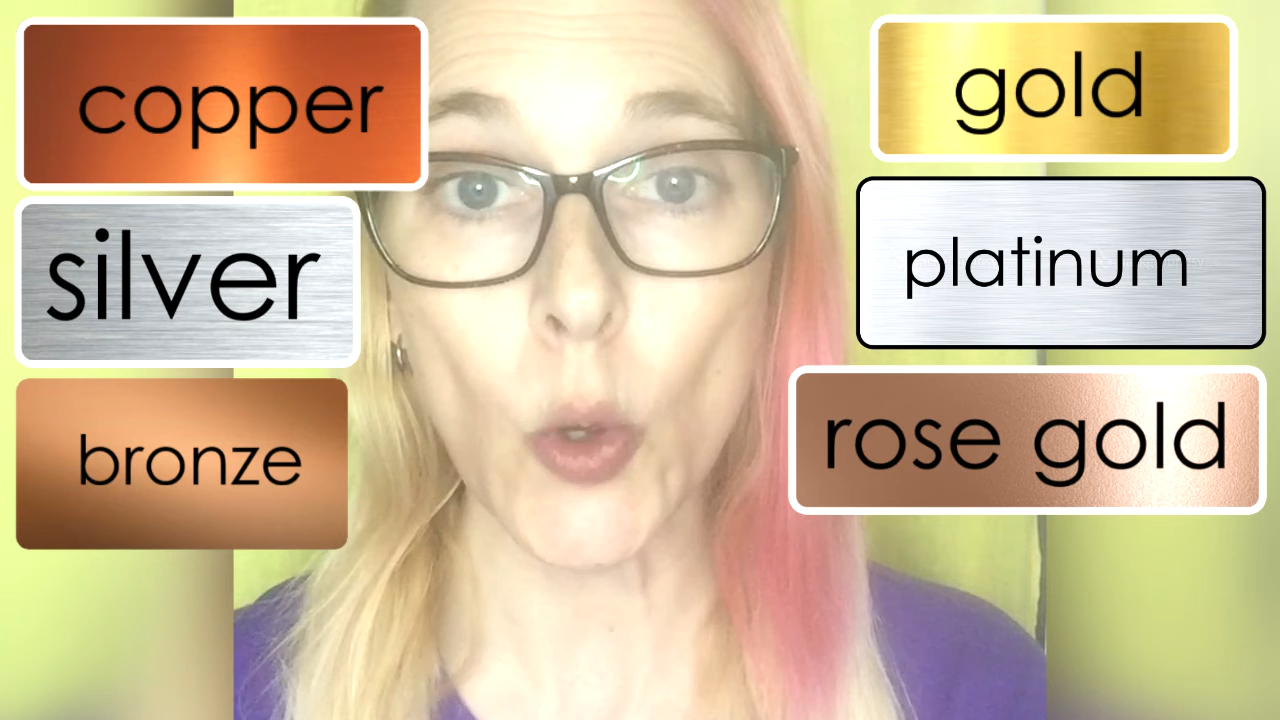 copper
gold
silver
platinum
bronze
rose gold